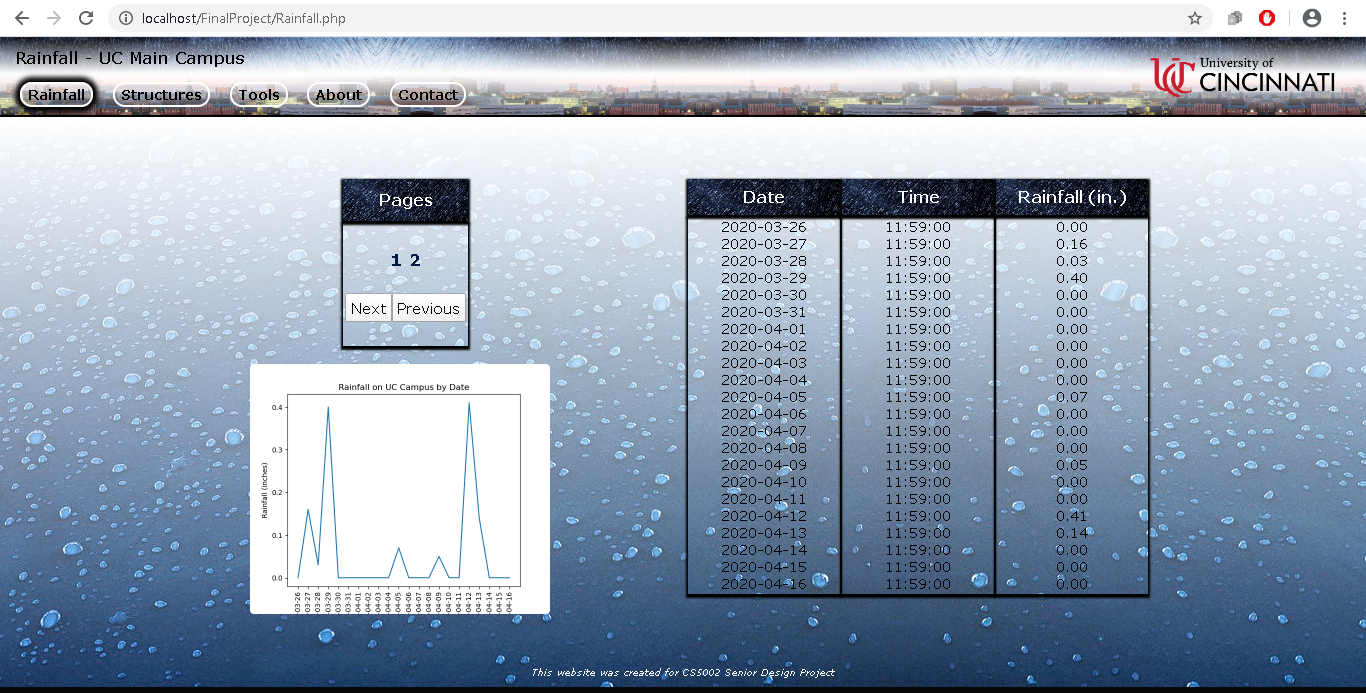 localhost/FinalProject/Rainfall.php
Rainfall - UC Main Campus
Rainfall Structures Tools About Contact
University of
CINCINNATI
Pages
1 2
Next Previous
Rainfall on UC Campus by Date
Rainfall (inches)
0.4
0.3
0.2
0.1
0.0
-03-26 -03-27 -03-28 -03-29 -03-30 -03-31 -04-01 -04-02 -04-03 -04-04 -04-05 -04-06 -04-07 -04-08 -04-09 -04-10 -04-11 -04-12 -04-13 -04-14 -04-15 -04-16
Date Time Rainfall (in.)
2020-03-26 11:59:00 0.00
2020-03-27 11:59:00 0.16
2020-03-28 11:59:00 0.03
2020-03-29 11:59:00 0.40
2020-03-30 11:59:00 0.00
2020-03-31 11:59:00 0.00
2020-04-01 11:59:00 0.00
2020-04-02 11:59:00 0.00
2020-04-03 11:59:00 0.00
2020-04-04 11:59:00 0.00
2020-04-05 11:59:00 0.07
2020-04-06 11:59:00 0.00
2020-04-07 11:59:00 0.00
2020-04-08 11:59:00 0.00
2020-04-09 11:59:00 0.05
2020-04-10 11:59:00 0.00
2020-04-11 11:59:00 0.00
2020-04-12 11:59:00 0.41
2020-04-13 11:59:00 0.14
2020-04-14 11:59:00 0.00
2020-04-15 11:59:00 0.00
2020-04-16 11:59:00 0.00
This website was created for CS5002 Senior Design Project